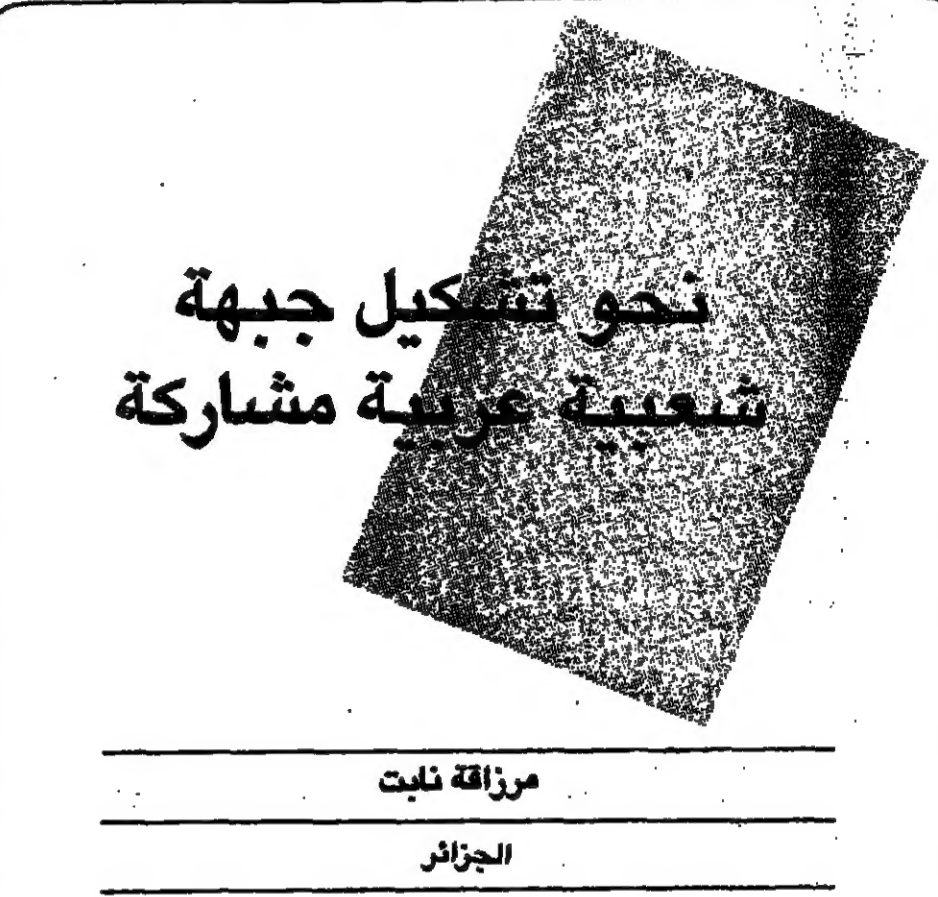 نحو تشكيل جبهة
شعبية عربية مشاركة
مرزاقة نابت
الجزائر